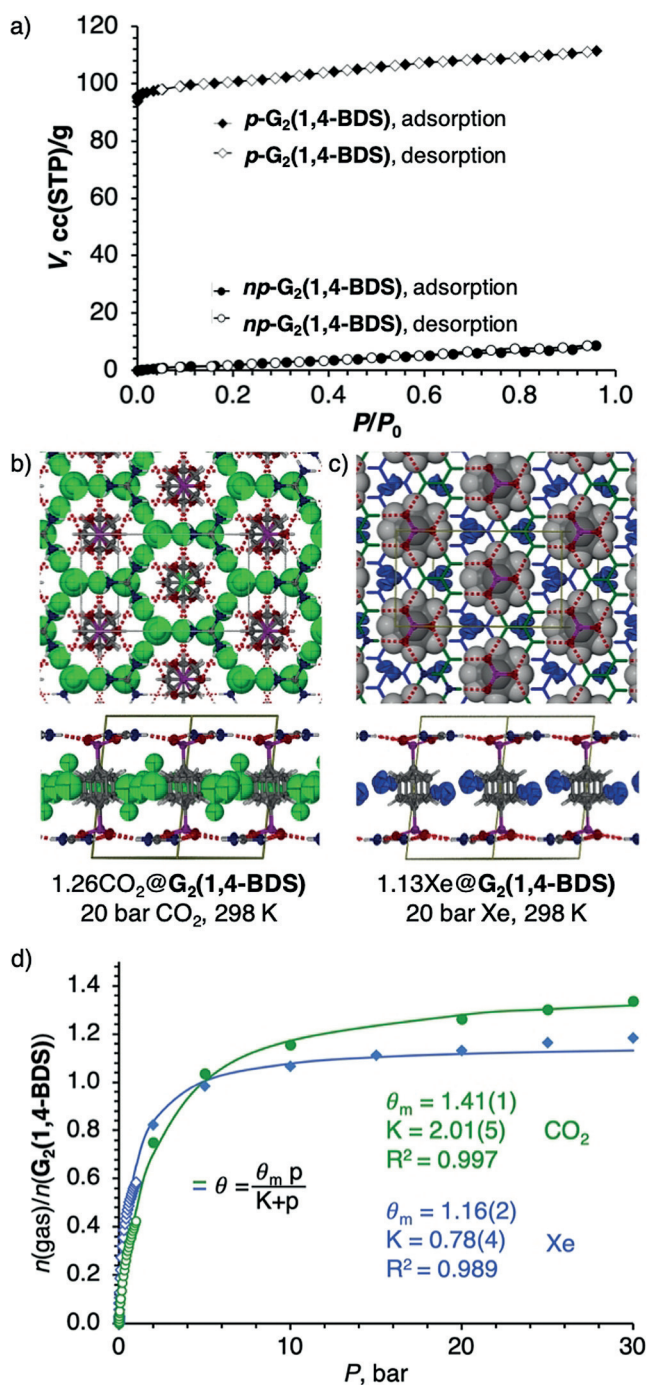 a)
120
100
80
60
40
20
0
V, cc(STP)/g
p-G₂(1,4-BDS), adsorption
p-G₂(1,4-BDS), desorption
np-G₂(1,4-BDS), adsorption
np-G₂(1,4-BDS), desorption
0.0 0.2 0.4 0.6 0.8 1.0
P/P₀
b)
c)
1.26CO₂@G₂(1,4-BDS)
20 bar CO₂, 298 K
1.13Xe@G₂(1,4-BDS)
20 bar Xe, 298 K
d)
1.4
1.2
1.0
0.8
0.6
0.4
0.2
0.0
n(gas)/n(G₂(1,4-BDS))
θ = θₘ p / K+p
θₘ = 1.41(1)
K = 2.01(5) CO₂
R² = 0.997
θₘ = 1.16(2)
K = 0.78(4) Xe
R² = 0.989
0 10 20 30
P, bar